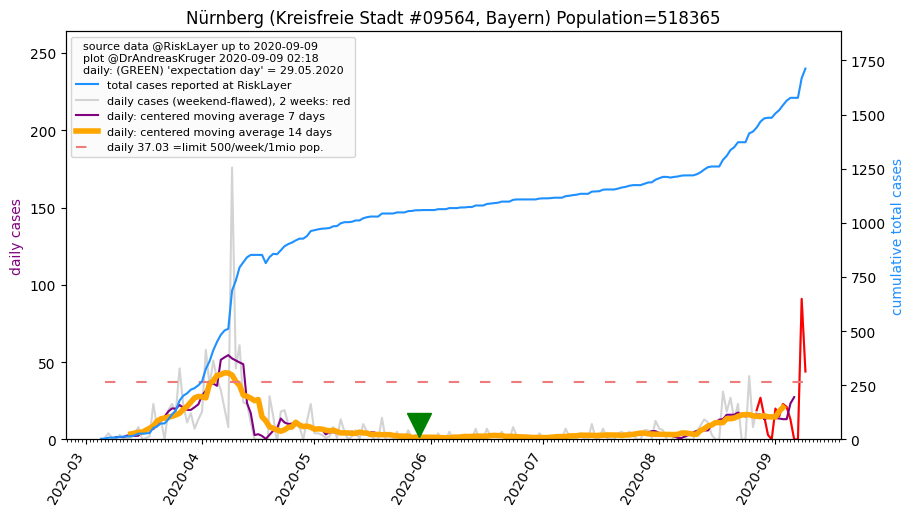 Nürnberg (Kreisfreie Stadt #09564, Bayern) Population=518365
source data @RiskLayer up to 2020-09-09
plot @DrAndreasKruger 2020-09-09 02:18
daily: (GREEN) 'expectation day' = 29.05.2020
total cases reported at RiskLayer
daily cases (weekend-flawed), 2 weeks: red
daily: centered moving average 7 days
daily: centered moving average 14 days
daily 37.03 =limit 500/week/1mio pop.
daily cases
250
200
150
100
50
0
cumulative total cases
1750
1500
1250
1000
750
500
250
0
2020-03
2020-04
2020-05
2020-06
2020-07
2020-08
2020-09